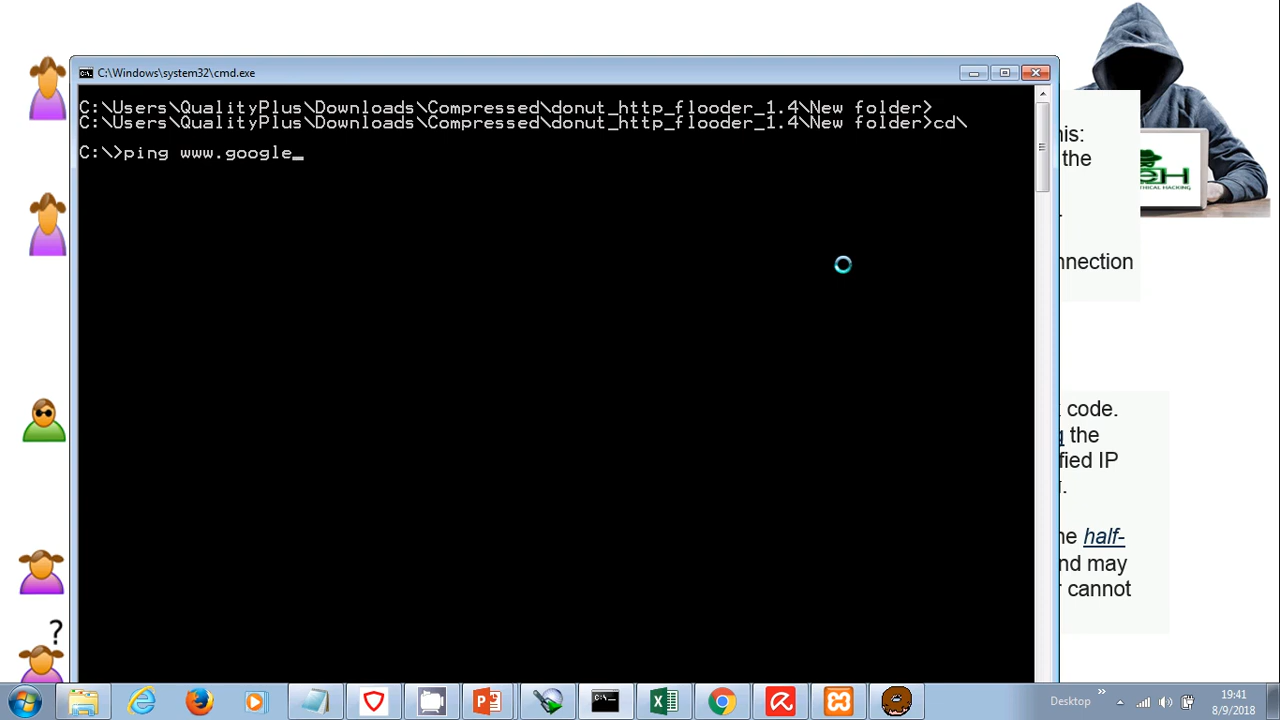 C:\Windows\system32\cmd.exe
C:\Users\QualityPlus\Downloads\Compressed\donut_http_flooder_1.4\New folder>
C:\Users\QualityPlus\Downloads\Compressed\donut_http_flooder_1.4\New folder>cd\
C:\>ping www.google_
the
nnection
code.
the
fied IP
half-
nd may
cannot
?
ETHICAL HACKING
Desktop
19:41
8/9/2018